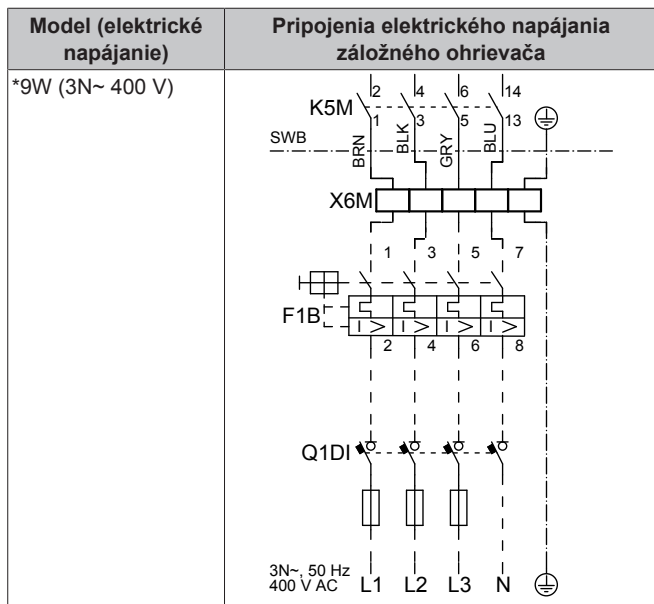 Model (elektrické napájanie)
Pripojenia elektrického napájania záložného ohrievača
*9W (3N~ 400 V)
2 4 6 14
K5M
1 3 5 13
SWB
BRN BLK GRY BLU
X6M
1 3 5 7
F1B
I > I > I > I >
2 4 6 8
Q1DI
3N~, 50 Hz
400 V AC
L1 L2 L3 N